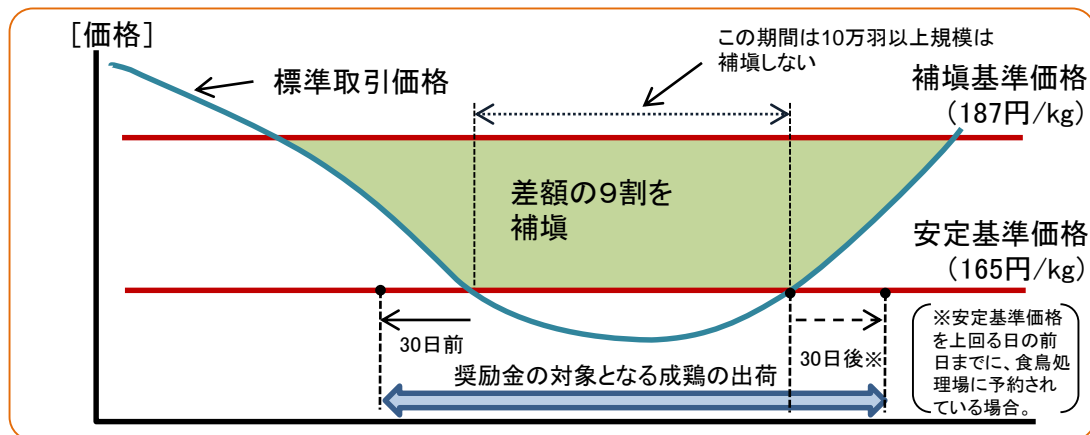 [価格]
標準取引価格
この期間は10万羽以上規模は
補塡しない
補塡基準価格
(187円/kg)
差額の9割を
補塡
安定基準価格
(165円/kg)
30日前
30日後※
※安定基準価格
を上回る日の前
日までに、食鳥処
理場に予約され
ている場合。
奨励金の対象となる成鶏の出荷